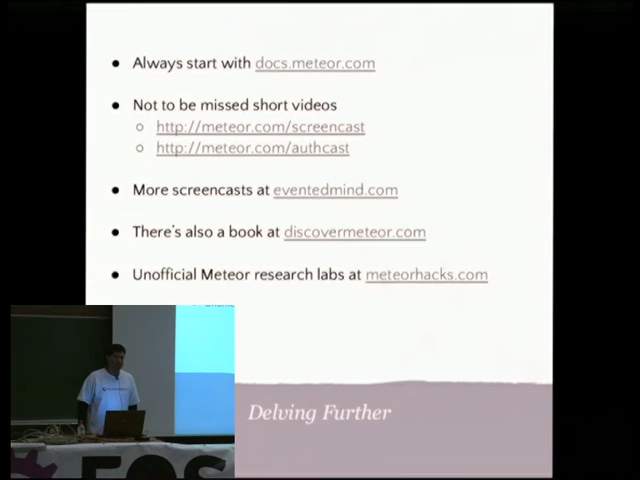 Always start with docs.meteor.com
Not to be missed short videos
http://meteor.com/screencast
http://meteor.com/authcast
More screencasts at eventedmind.com
There's also a book at discovermeteor.com
Unofficial Meteor research labs at meteorhacks.com
Delving Further
FOS